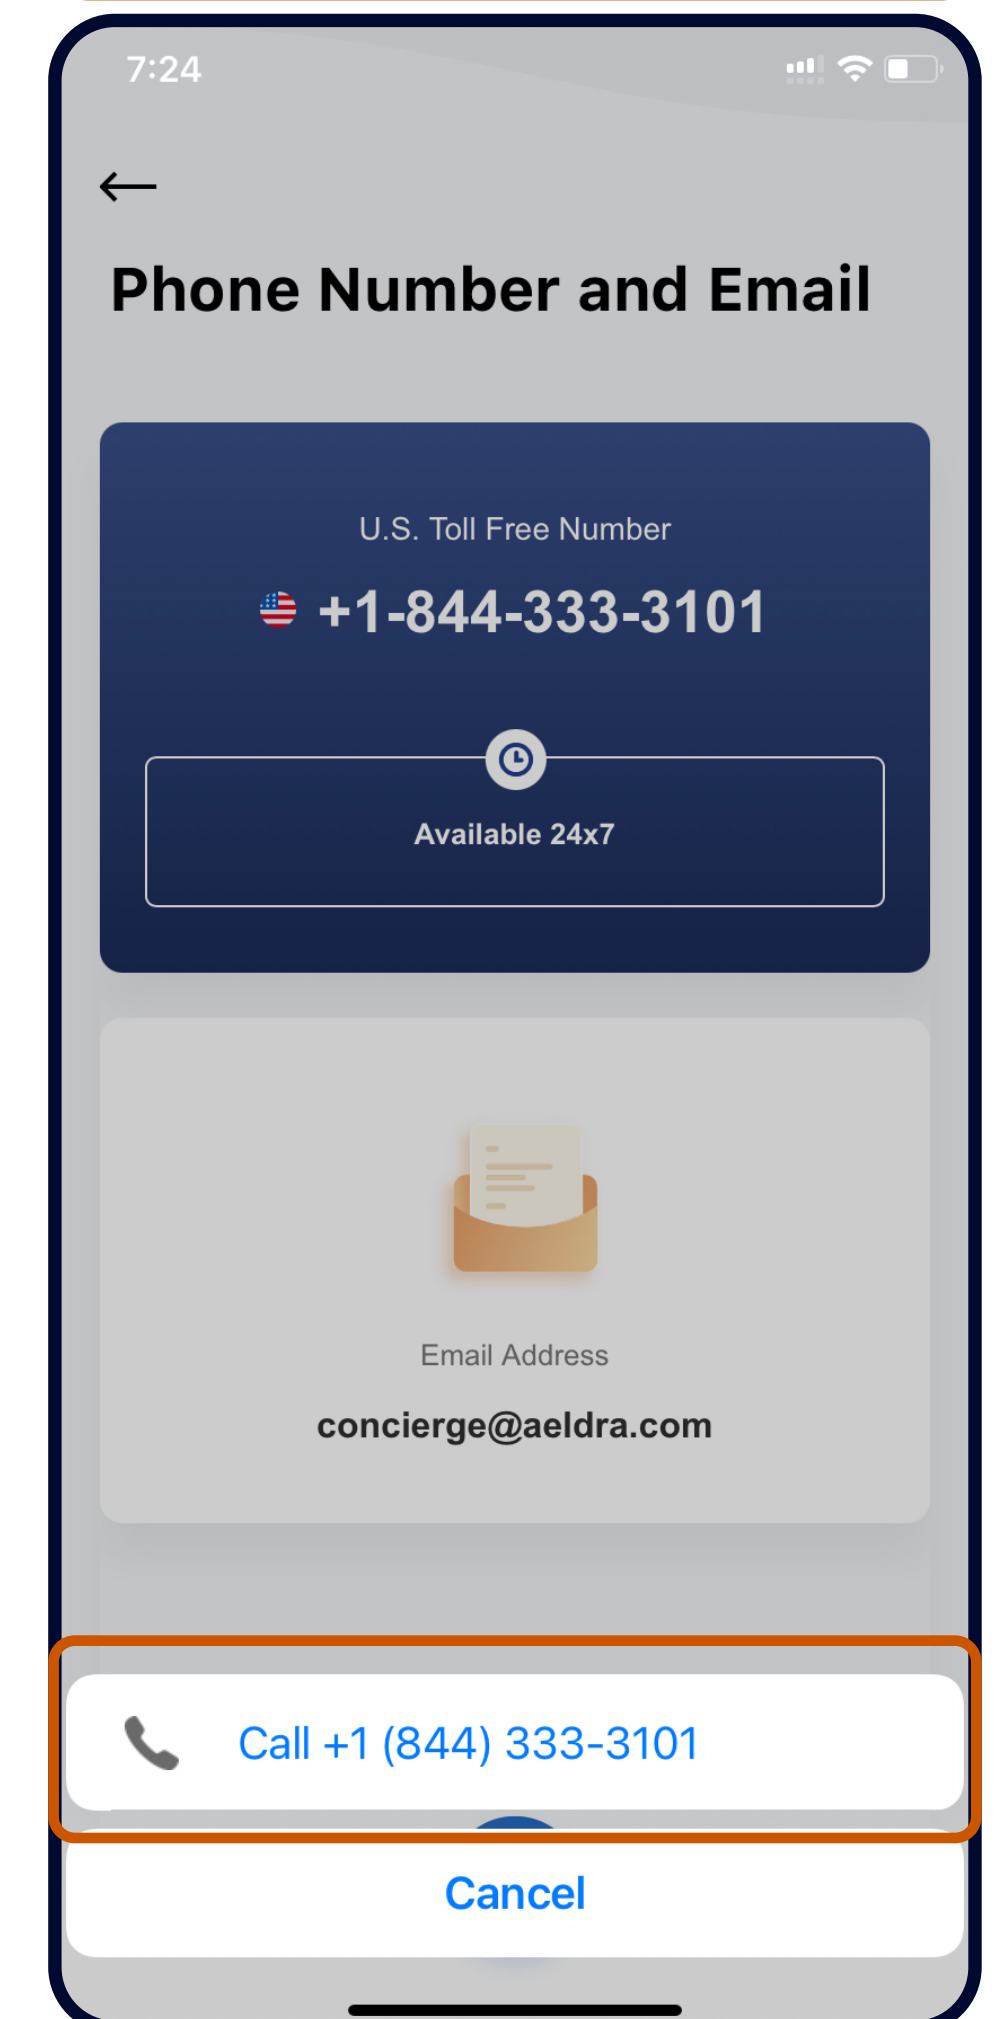 7:24
Phone Number and Email
U.S. Toll Free Number
+1-844-333-3101
Available 24x7
Email Address
concierge@aeldra.com
Call +1 (844) 333-3101
Cancel